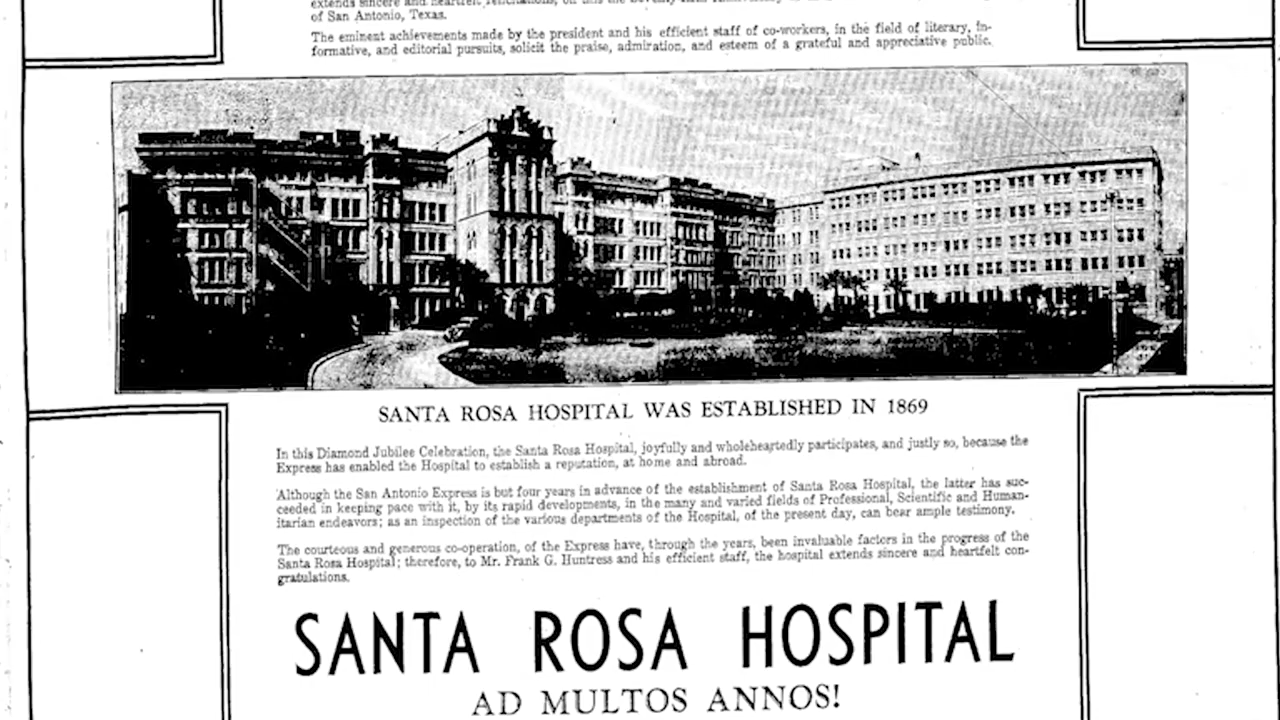 extends sincere and heartfelt felicitations, on this the
of San Antonio, Texas.
The eminent achievements made by the president and his efficient staff of co-workers, in the field of literary, in-
formative, and editorial pursuits, solicit the praise, admiration, and esteem of a grateful and appreciative public.
SANTA ROSA HOSPITAL WAS ESTABLISHED IN 1869
In this Diamond Jubilee Celebration, the Santa Rosa Hospital, joyfully and wholeheartedly participates, and justly so, because the
Express has enabled the Hospital to establish a reputation, at home and abroad.
Although the San Antonio Express is but four years in advance of the establishment of Santa Rosa Hospital, the latter has suc-
ceeded in keeping pace with it, by its rapid developments, in the many and varied fields of Professional, Scientific and Human-
itarian endeavors; as an inspection of the various departments of the Hospital, of the present day, can bear ample testimony.
The courteous and generous co-operation, of the Express have, through the years, been invaluable factors in the progress of the
Santa Rosa Hospital; therefore, to Mr. Frank G. Huntress and his efficient staff, the hospital extends sincere and heartfelt con-
gratulations.
SANTA ROSA HOSPITAL
AD MULTOS ANNOS!